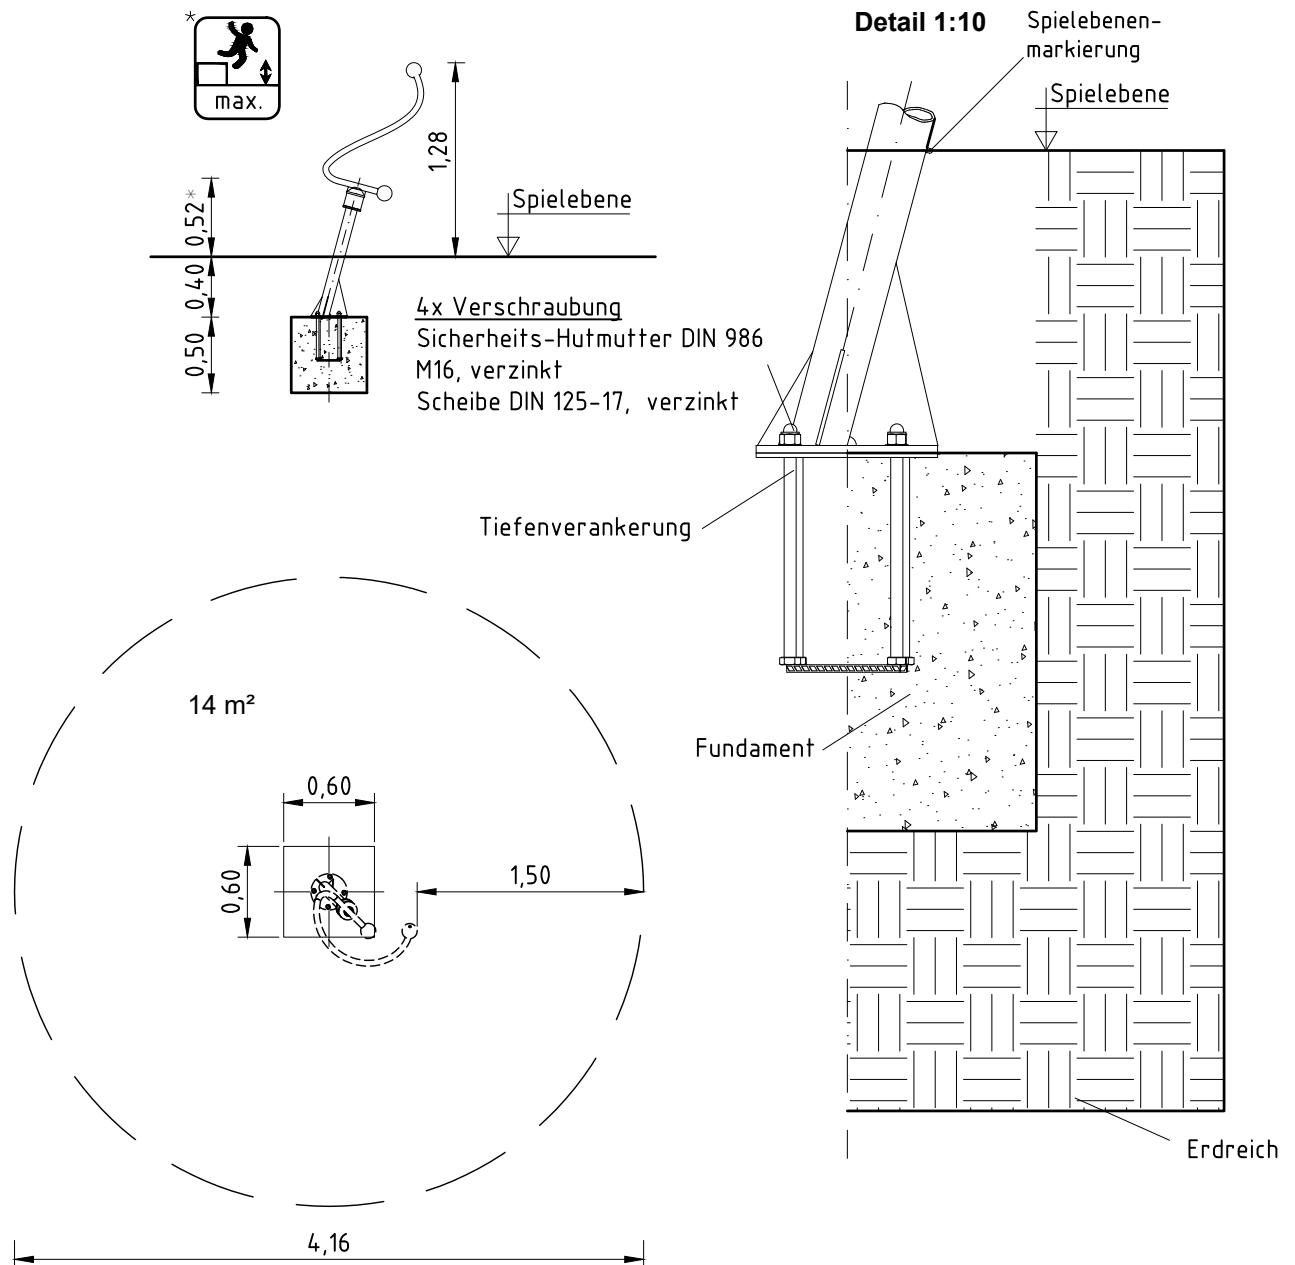 *
max.
1,28
0,52*
0,40
0,50
Spielebene
4x Verschraubung
Sicherheits-Hutmutter DIN 986
M16, verzinkt
Scheibe DIN 125-17, verzinkt
Detail 1:10
Spielebenen-
markierung
Spielebene
Tiefenverankerung
Fundament
Erdreich
14 m²
0,60
0,60
1,50
4,16